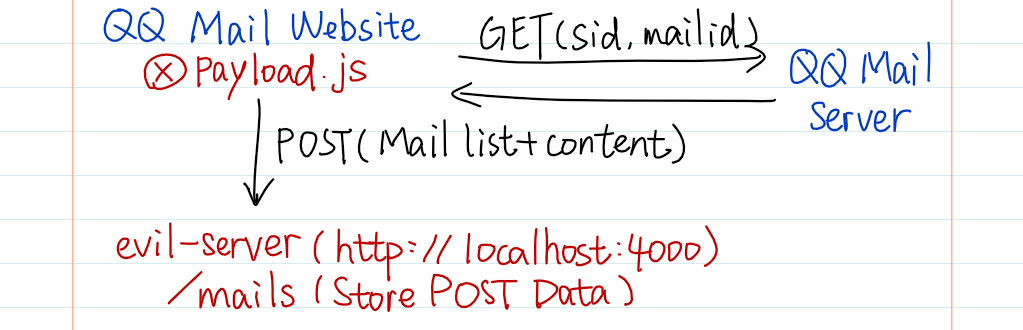 QQ Mail Website
GET(sid, mailid)
ⓧ Payload.js
QQ Mail
Server
POST(Mail list+content)
evil-server (http://localhost:4000)
/mails (Store POST Data)